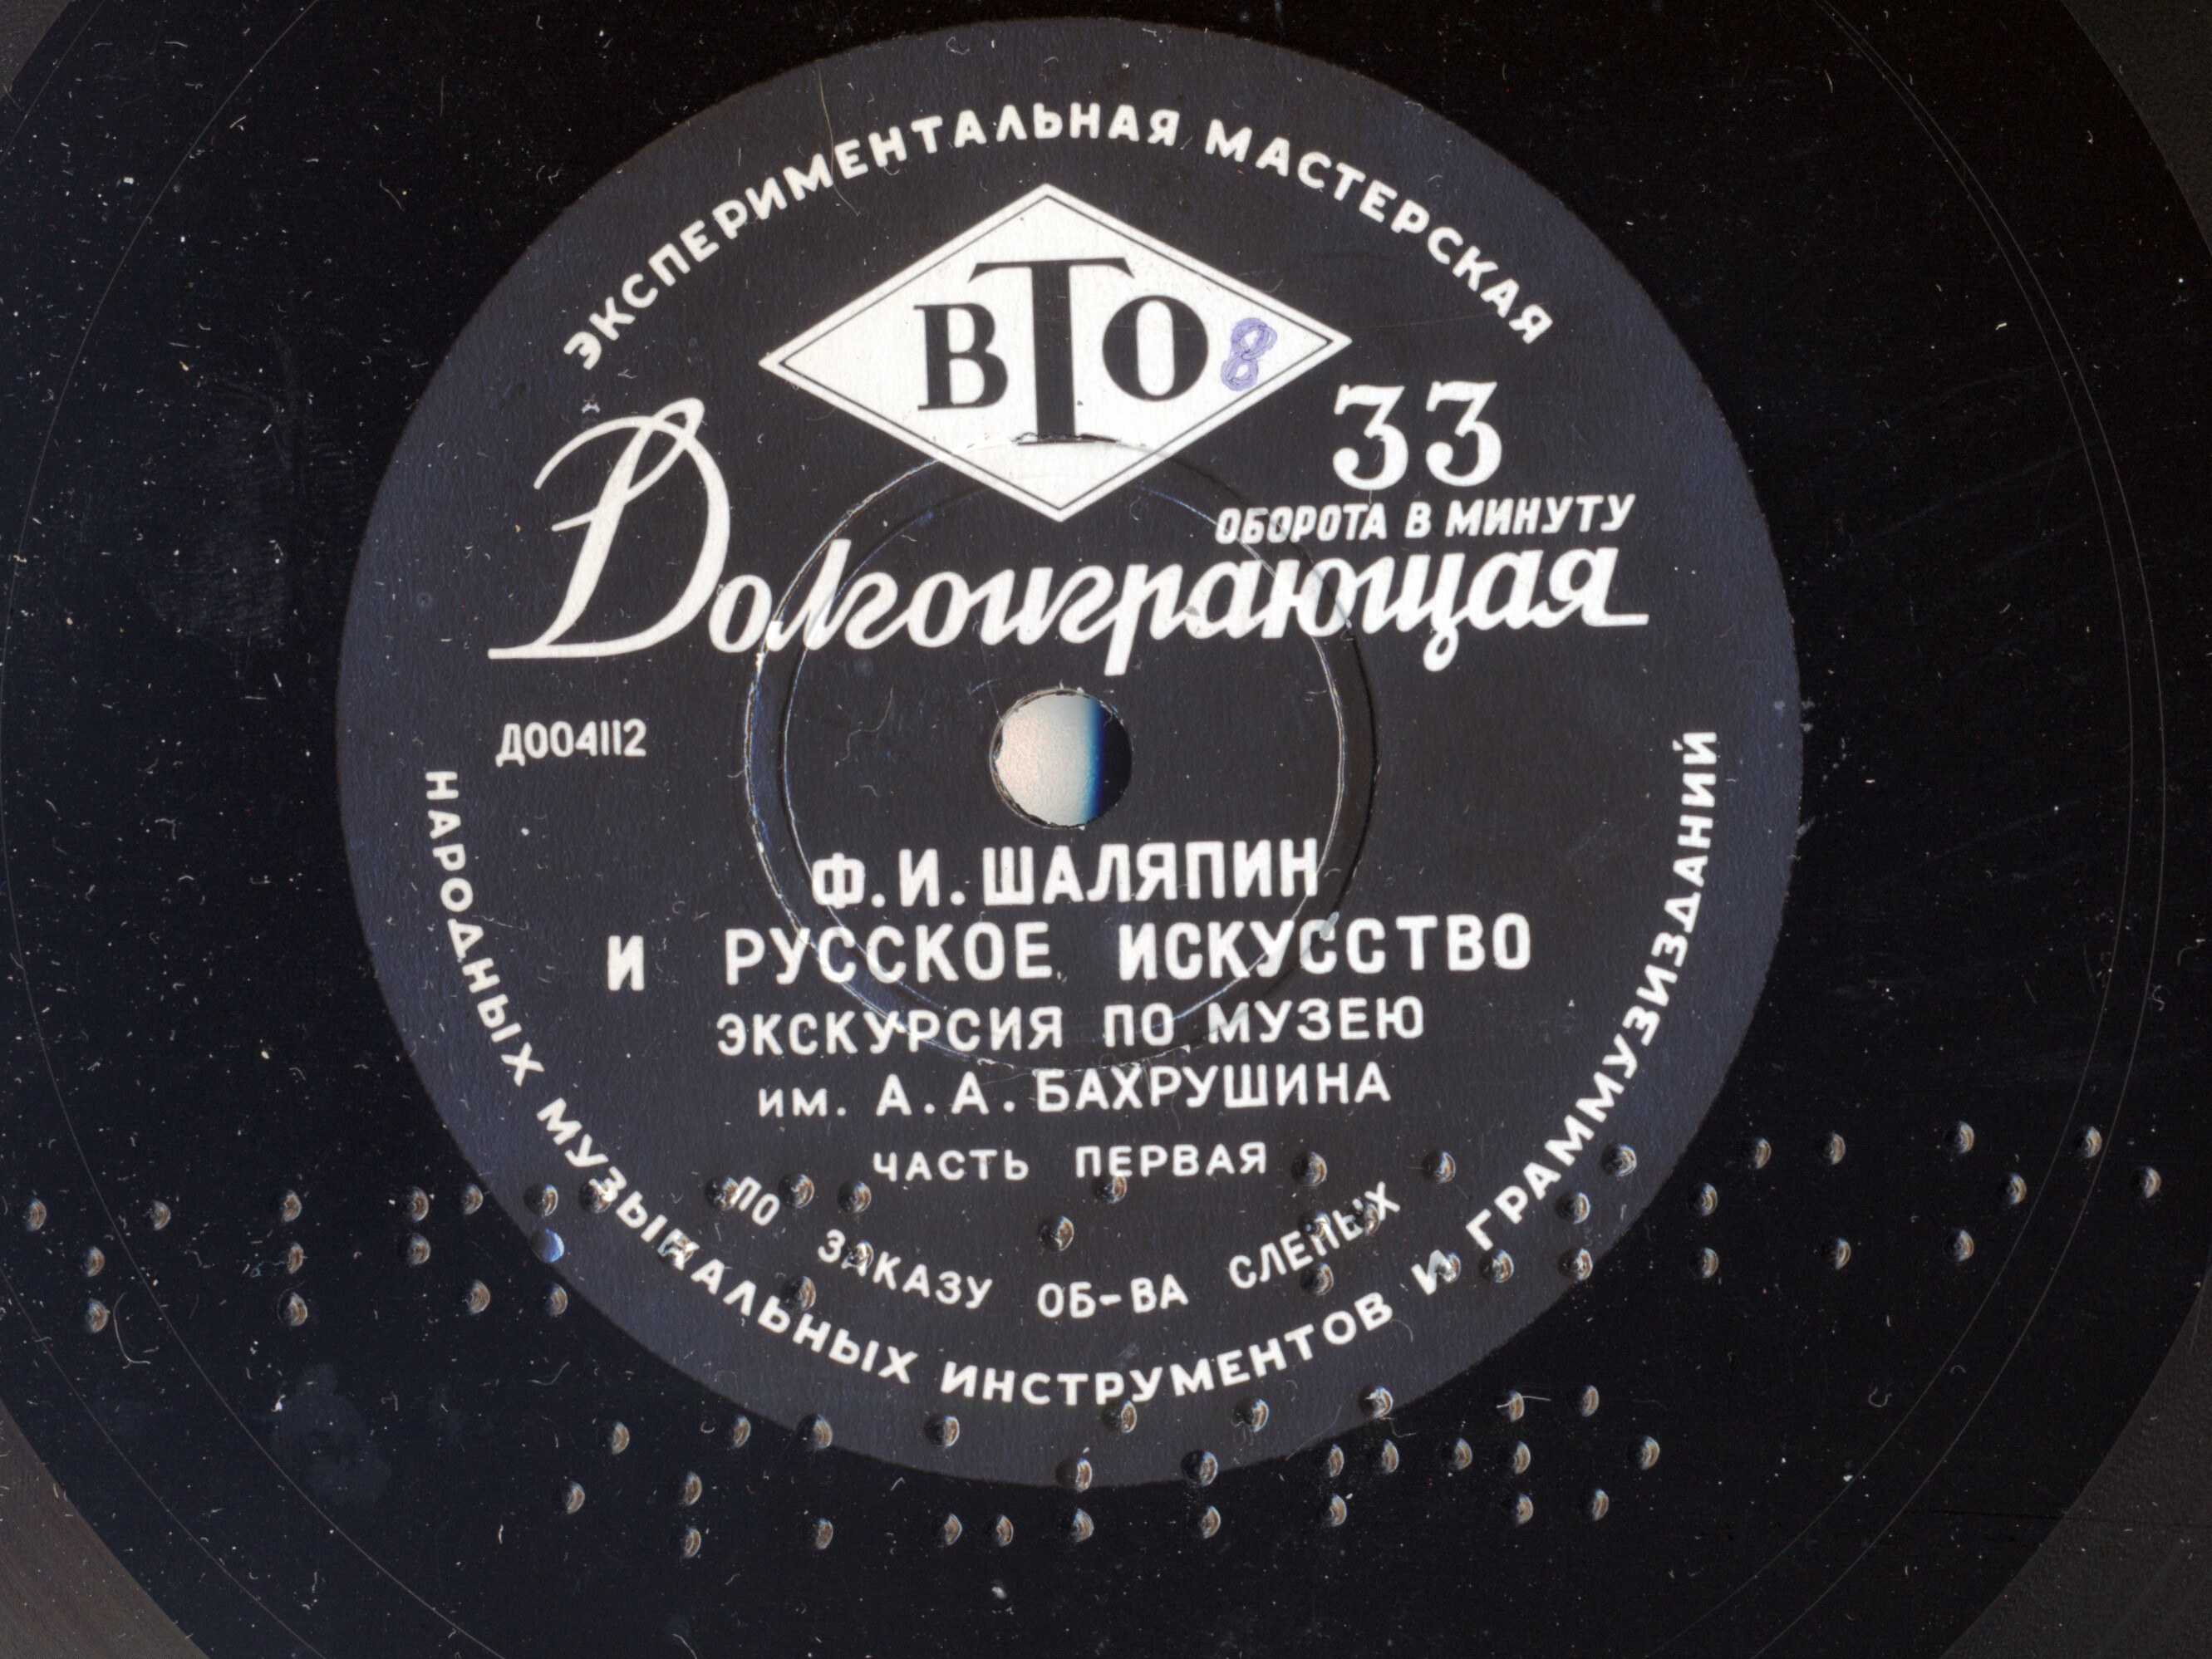 ЭКСПЕРИМЕНТАЛЬНАЯ МАСТЕРСКАЯ
ВТО
8
33
ОБОРОТА В МИНУТУ
Долгоиграющая
Д004112
Ф.И. ШАЛЯПИН
И РУССКОЕ ИСКУССТВО
ЭКСКУРСИЯ ПО МУЗЕЮ
им. А.А. БАХРУШИНА
ЧАСТЬ ПЕРВАЯ
ПО ЗАКАЗУ ОБ-ВА СЛЕПЫХ
НАРОДНЫХ МУЗЫКАЛЬНЫХ ИНСТРУМЕНТОВ И ГРАММУЗИЗДАНИЙ